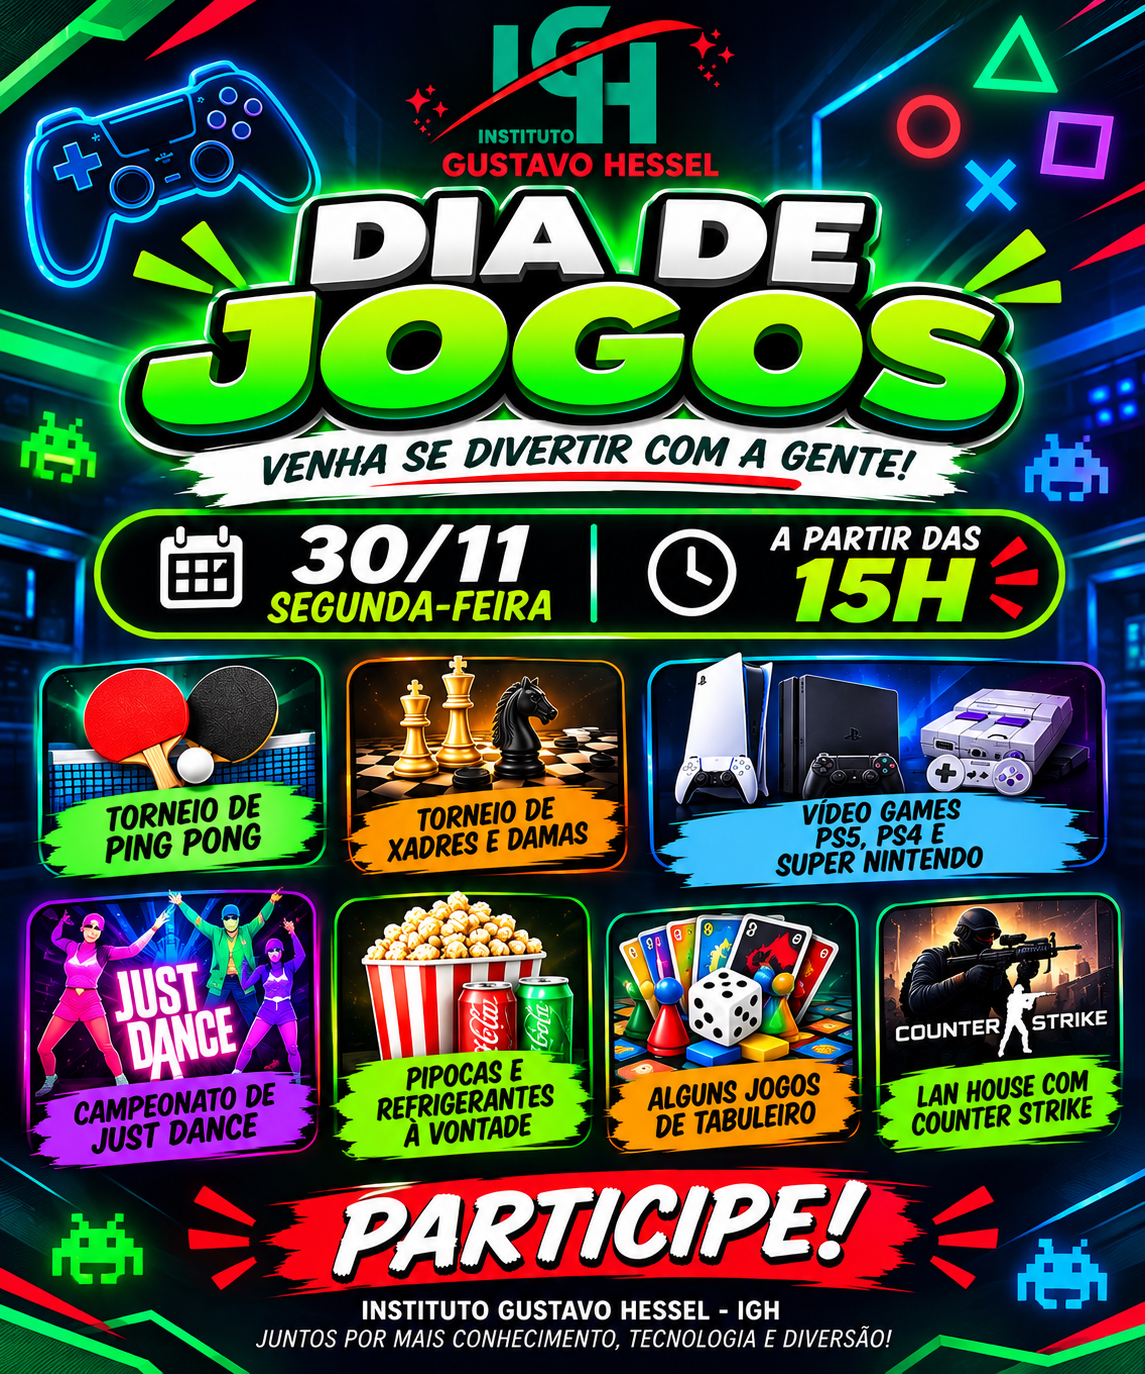 IGH
INSTITUTO
GUSTAVO HESSEL
DIA DE
JOGOS
VENHA SE DIVERTIR COM A GENTE!
30/11
SEGUNDA-FEIRA
A PARTIR DAS
15H
TORNEIO DE
PING PONG
TORNEIO DE
XADRES E DAMAS
VÍDEO GAMES
PS5, PS4 E
SUPER NINTENDO
JUST
DANCE
CAMPEONATO DE
JUST DANCE
PIPOCAS E
REFRIGERANTES
À VONTADE
ALGUNS JOGOS
DE TABULEIRO
COUNTER STRIKE
LAN HOUSE COM
COUNTER STRIKE
PARTICIPE!
INSTITUTO GUSTAVO HESSEL - IGH
JUNTOS POR MAIS CONHECIMENTO, TECNOLOGIA E DIVERSÃO!